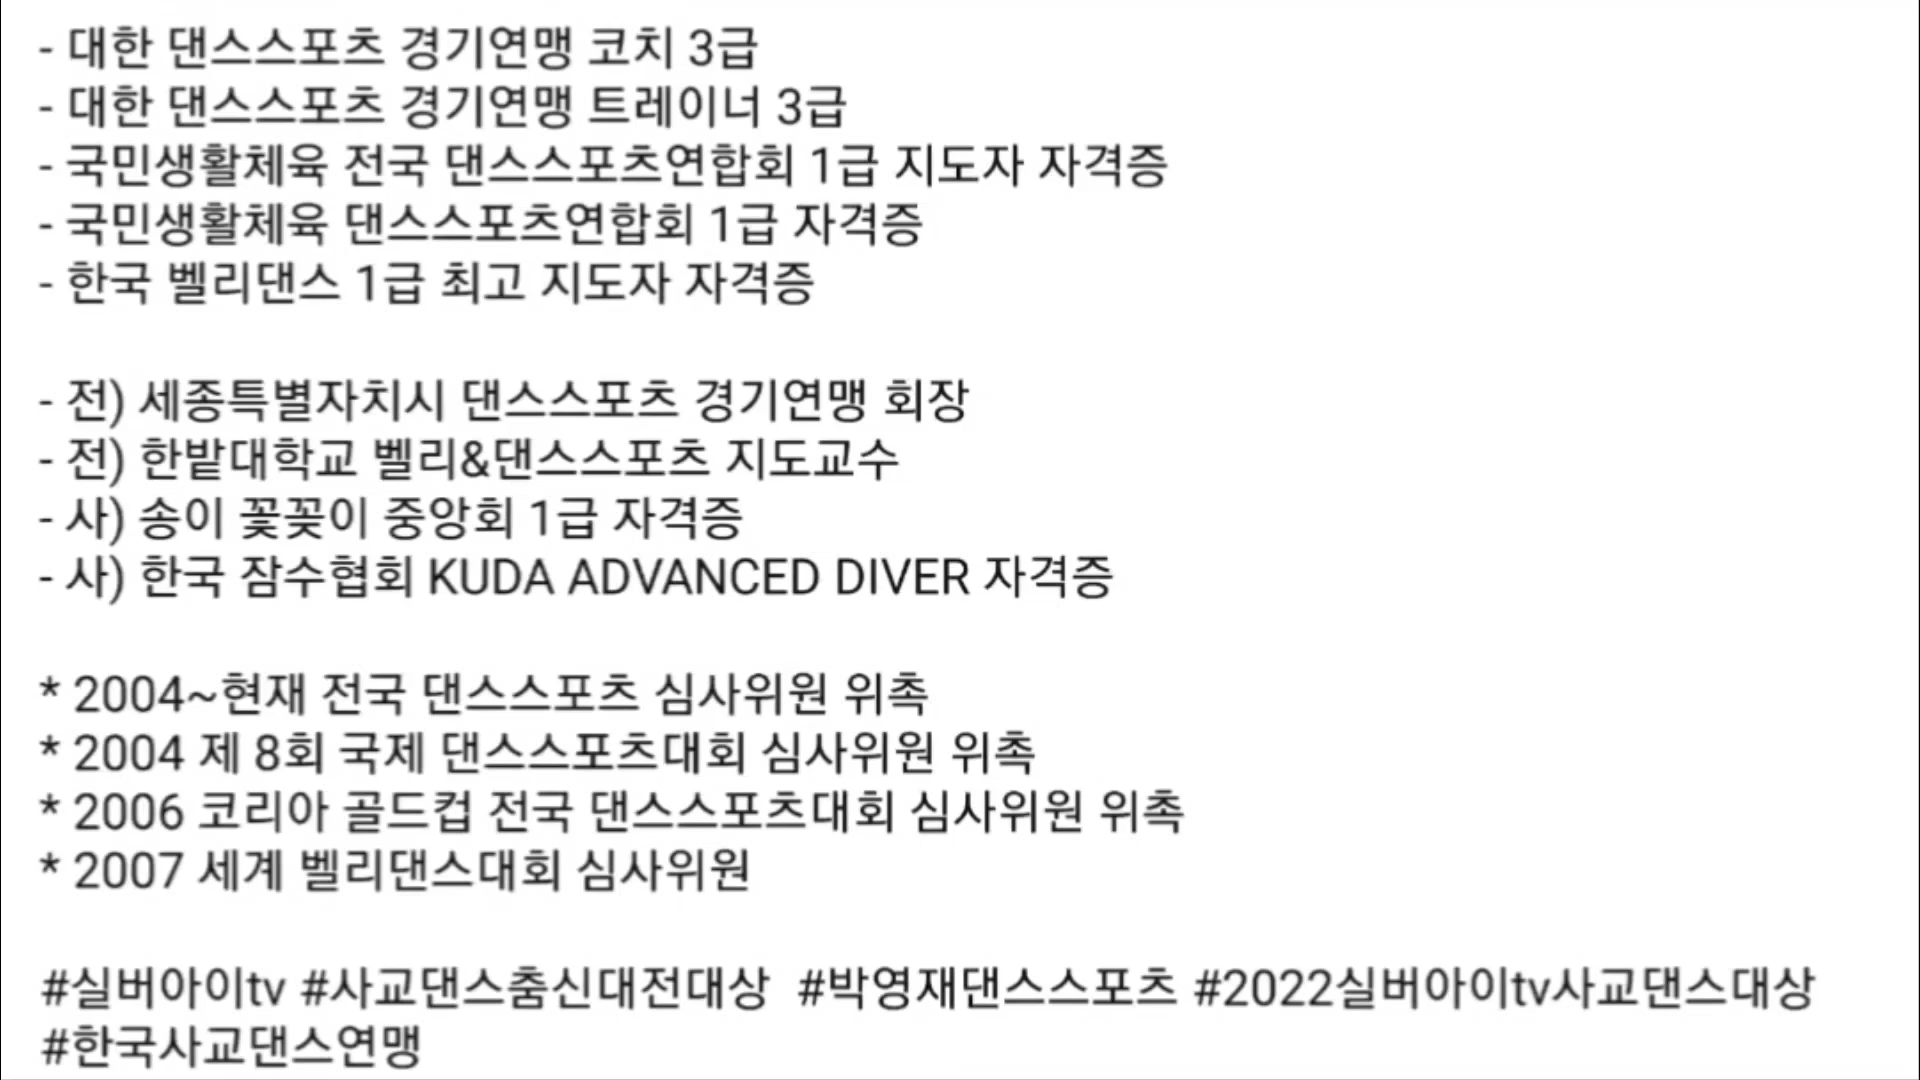 - 대한 댄스스포츠 경기연맹 코치 3급
- 대한 댄스스포츠 경기연맹 트레이너 3급
- 국민생활체육 전국 댄스스포츠연합회 1급 지도자 자격증
- 국민생활체육 댄스스포츠연합회 1급 자격증
- 한국 벨리댄스 1급 최고 지도자 자격증
- 전) 세종특별자치시 댄스스포츠 경기연맹 회장
- 전) 한밭대학교 벨리&댄스스포츠 지도교수
- 사) 송이 꽃꽂이 중앙회 1급 자격증
- 사) 한국 잠수협회 KUDA ADVANCED DIVER 자격증
* 2004~현재 전국 댄스스포츠 심사위원 위촉
* 2004 제 8회 국제 댄스스포츠대회 심사위원 위촉
* 2006 코리아 골드컵 전국 댄스스포츠대회 심사위원 위촉
* 2007 세계 벨리댄스대회 심사위원
#실버아이tv #사교댄스춤신대전대상 #박영재댄스스포츠 #2022실버아이tv사교댄스대상
#한국사교댄스연맹